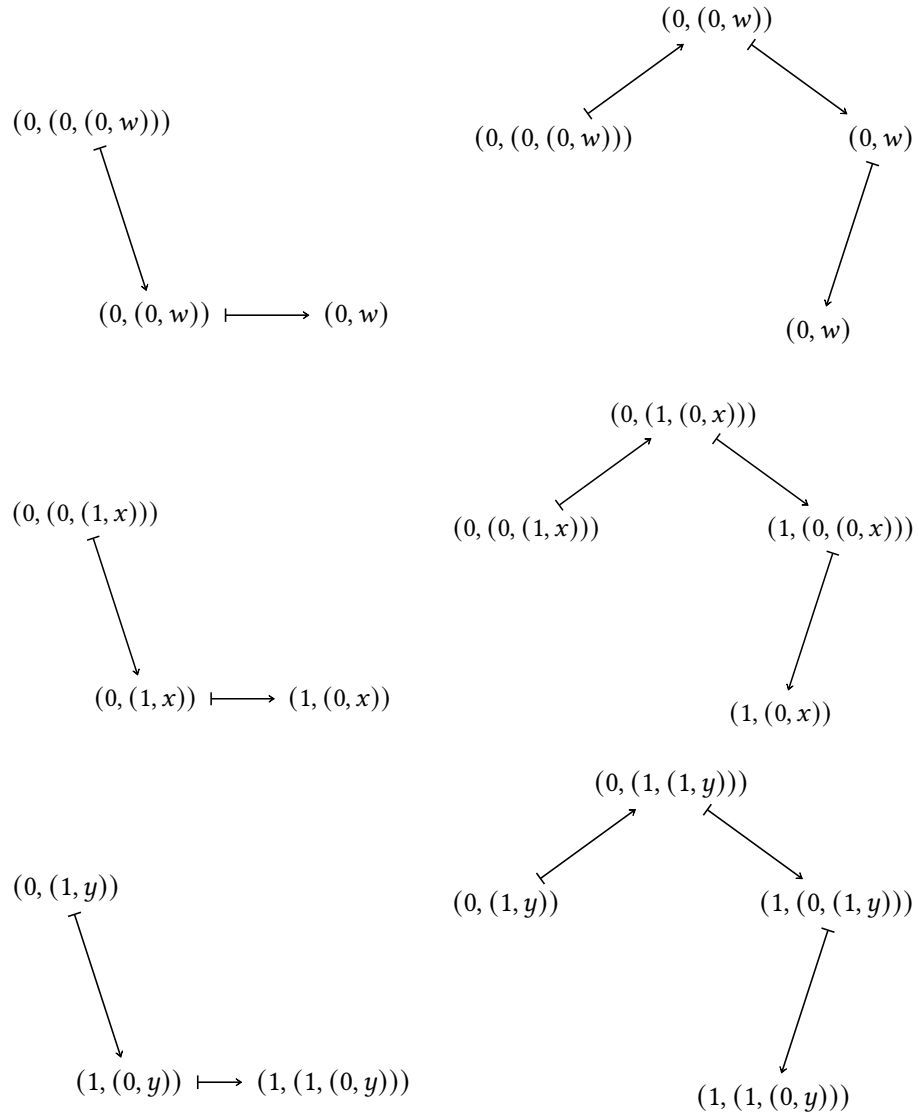 (0, (0, w))
(0, (0, (0, w)))
(0, (0, (0, w)))
(0, w)
(0, (0, w))
(0, w)
(0, w)
(0, (1, (0, x)))
(0, (0, (1, x)))
(0, (0, (1, x)))
(1, (0, (0, x)))
(0, (1, x))
(1, (0, x))
(1, (0, x))
(0, (1, (1, y)))
(0, (1, y))
(0, (1, y))
(1, (0, (1, y)))
(1, (0, y))
(1, (1, (0, y)))
(1, (1, (0, y)))